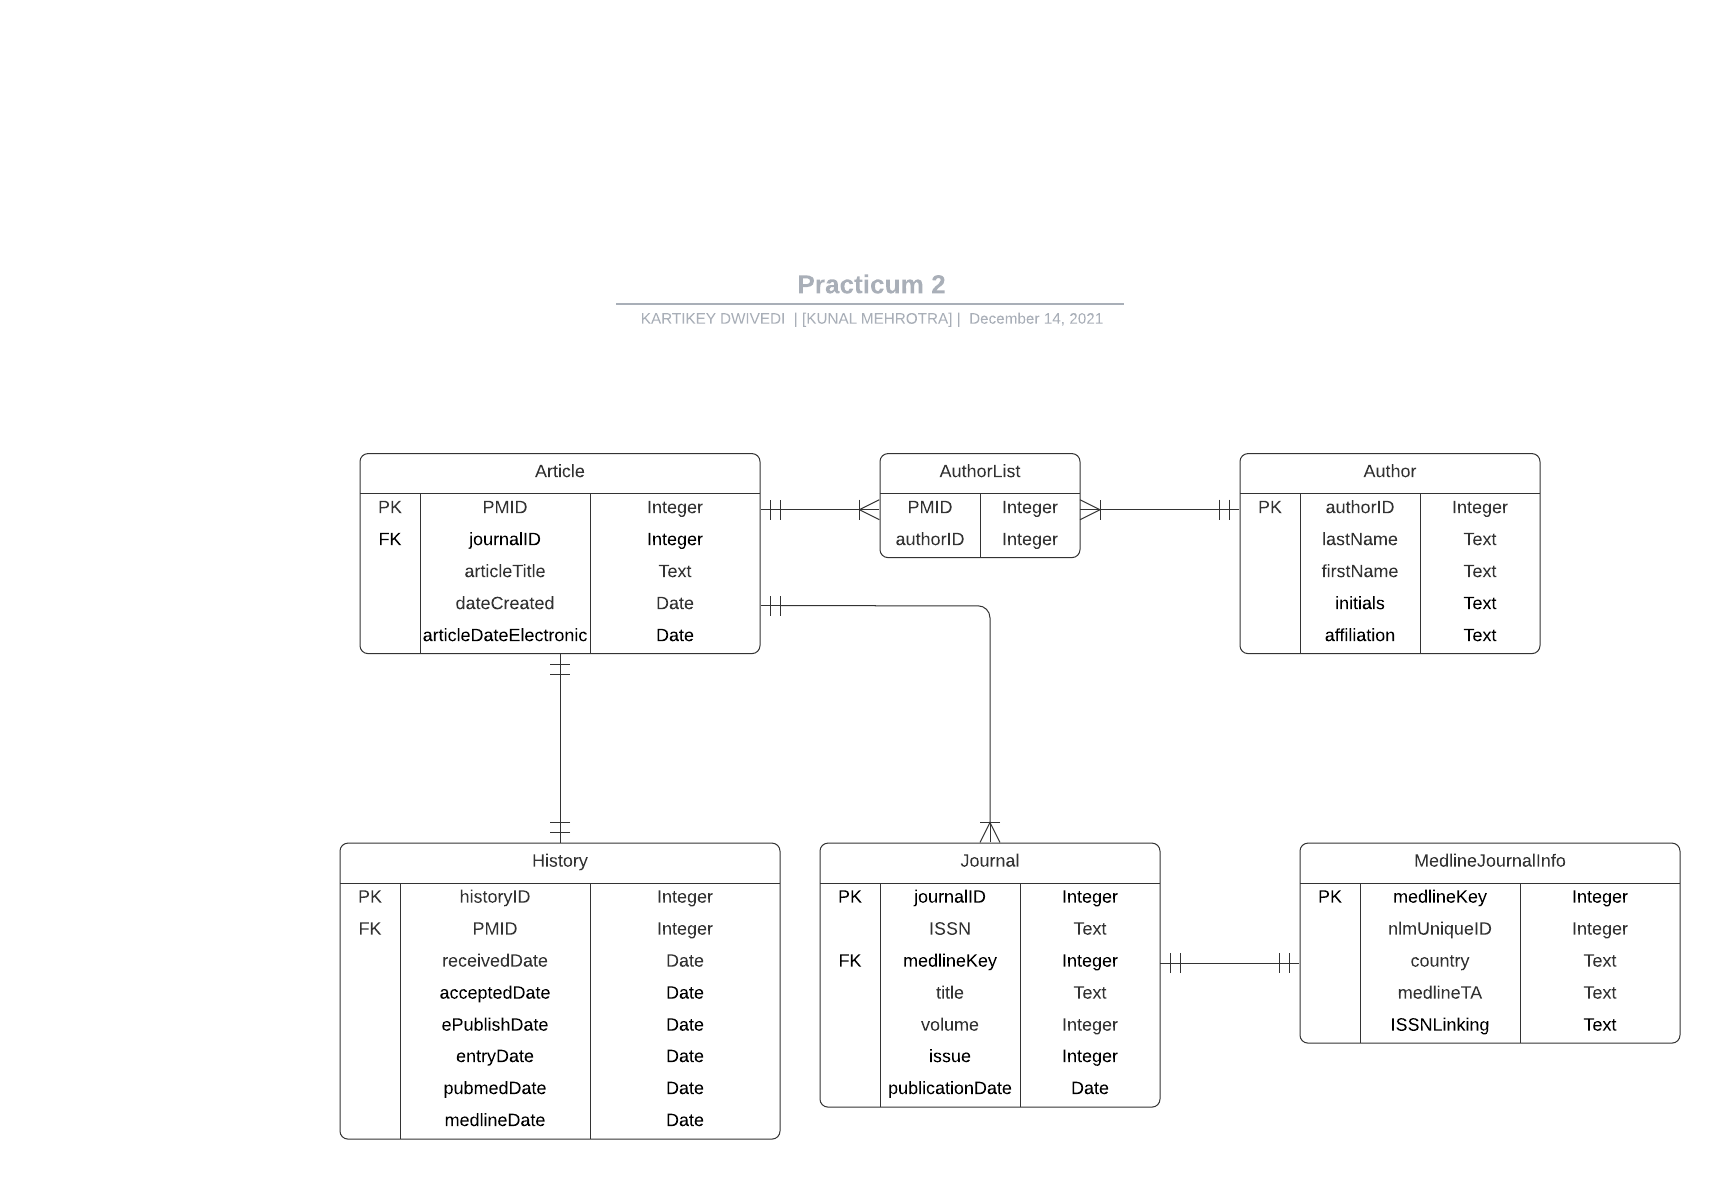 Practicum 2
KARTIKEY DWIVEDI | [KUNAL MEHROTRA] | December 14, 2021
Article
PK PMID Integer
FK journalID Integer
articleTitle Text
dateCreated Date
articleDateElectronic Date
AuthorList
PMID Integer
authorID Integer
Author
PK authorID Integer
lastName Text
firstName Text
initials Text
affiliation Text
History
PK historyID Integer
FK PMID Integer
receivedDate Date
acceptedDate Date
ePublishDate Date
entryDate Date
pubmedDate Date
medlineDate Date
Journal
PK journalID Integer
ISSN Text
FK medlineKey Integer
title Text
volume Integer
issue Integer
publicationDate Date
MedlineJournalInfo
PK medlineKey Integer
nlmUniqueID Integer
country Text
medlineTA Text
ISSNLinking Text